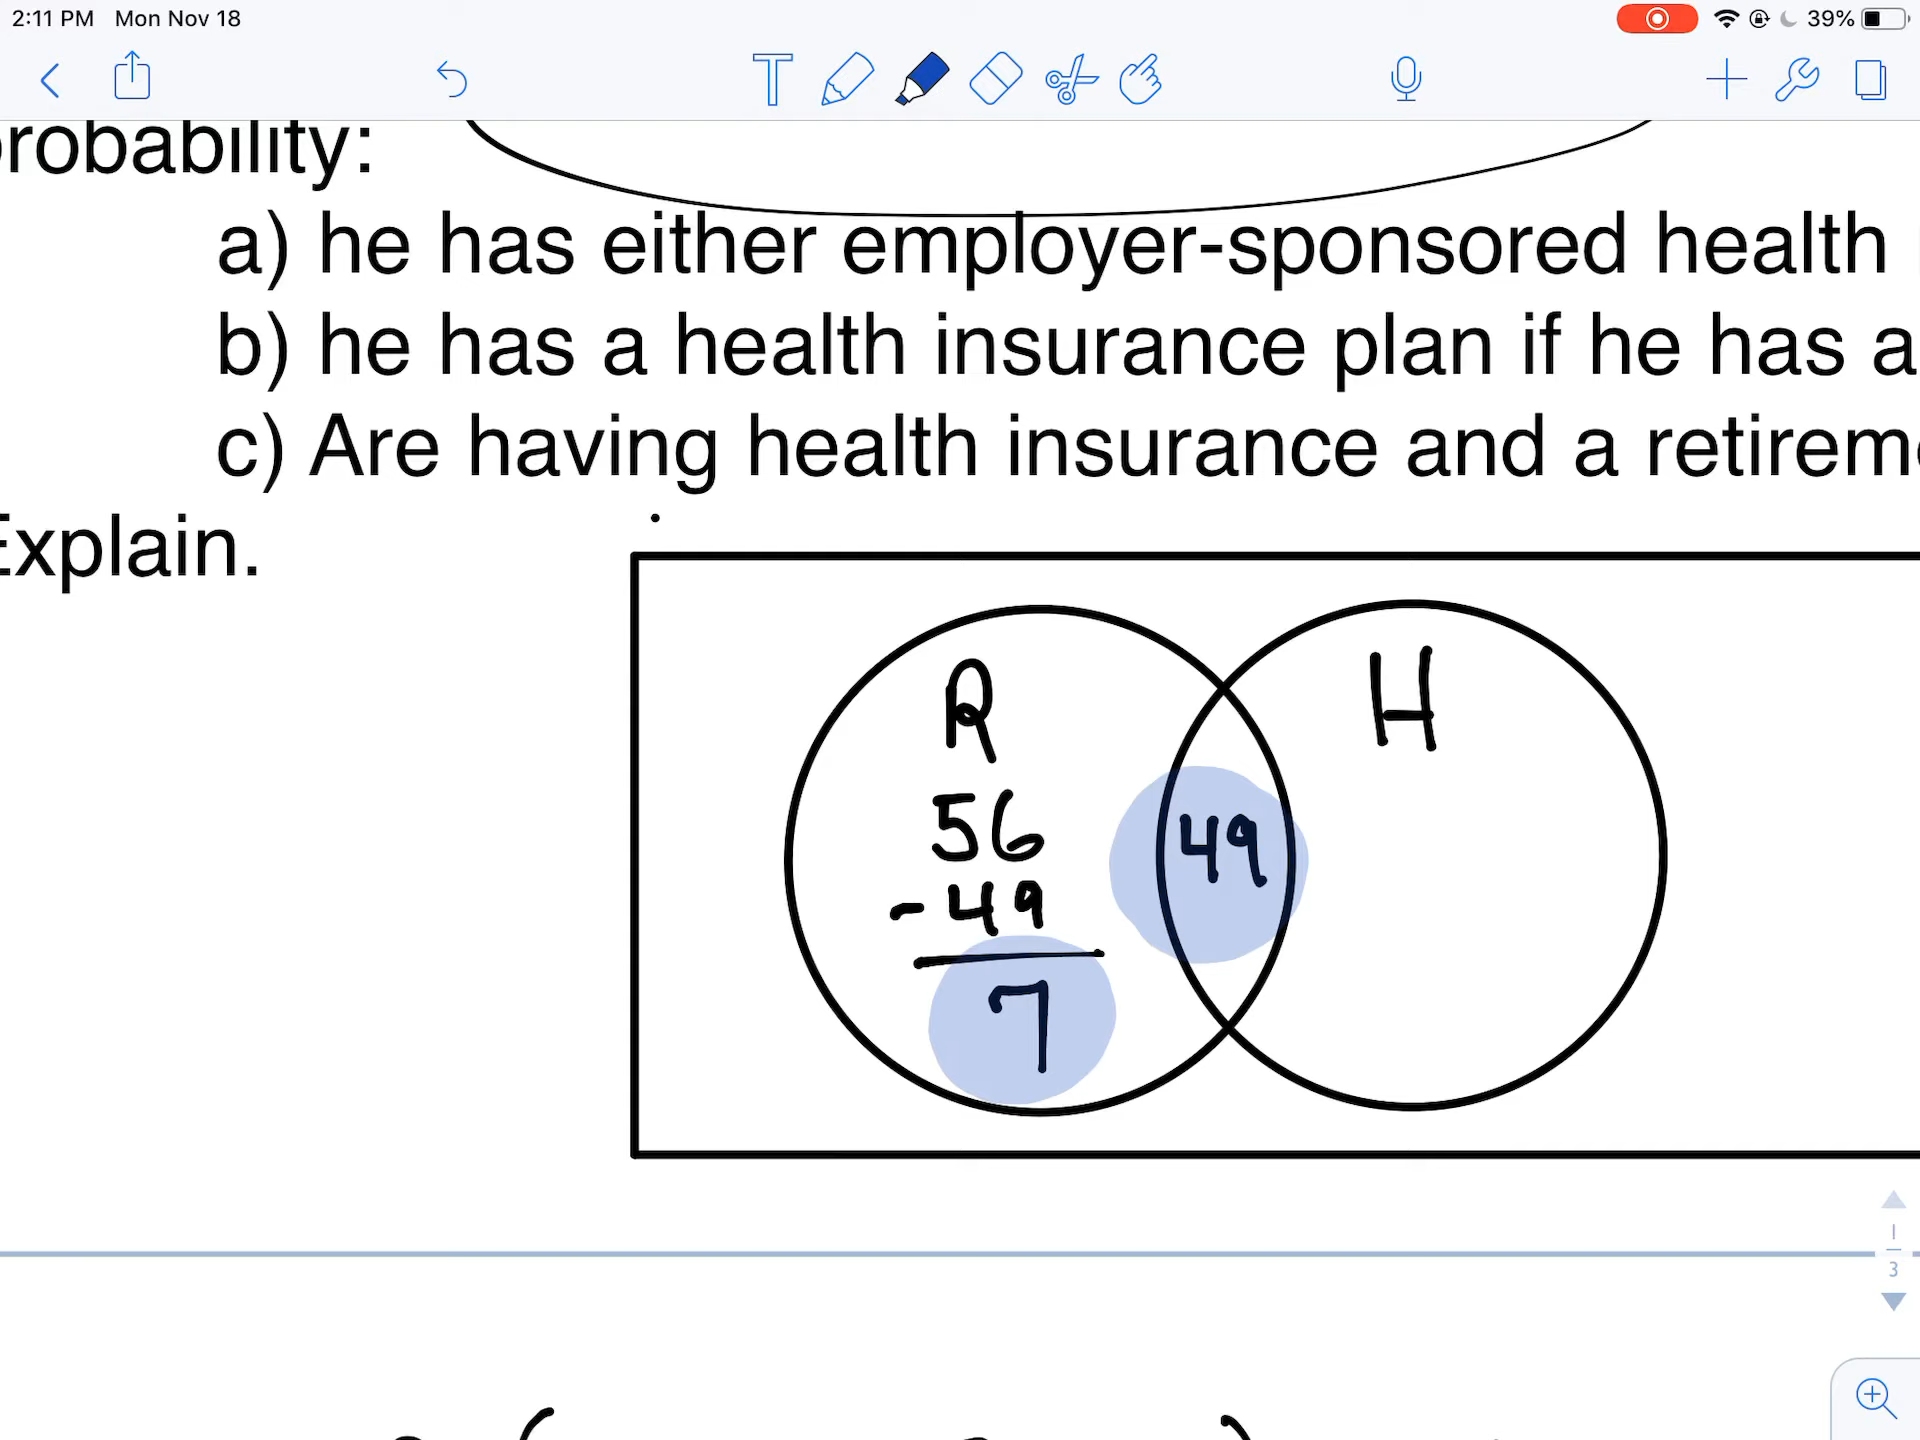 2:11 PM Mon Nov 18
39%
T
robability:
a) he has either employer-sponsored health
b) he has a health insurance plan if he has a
c) Are having health insurance and a retirem
Explain.
R
H
56
49
-49
7
1
3